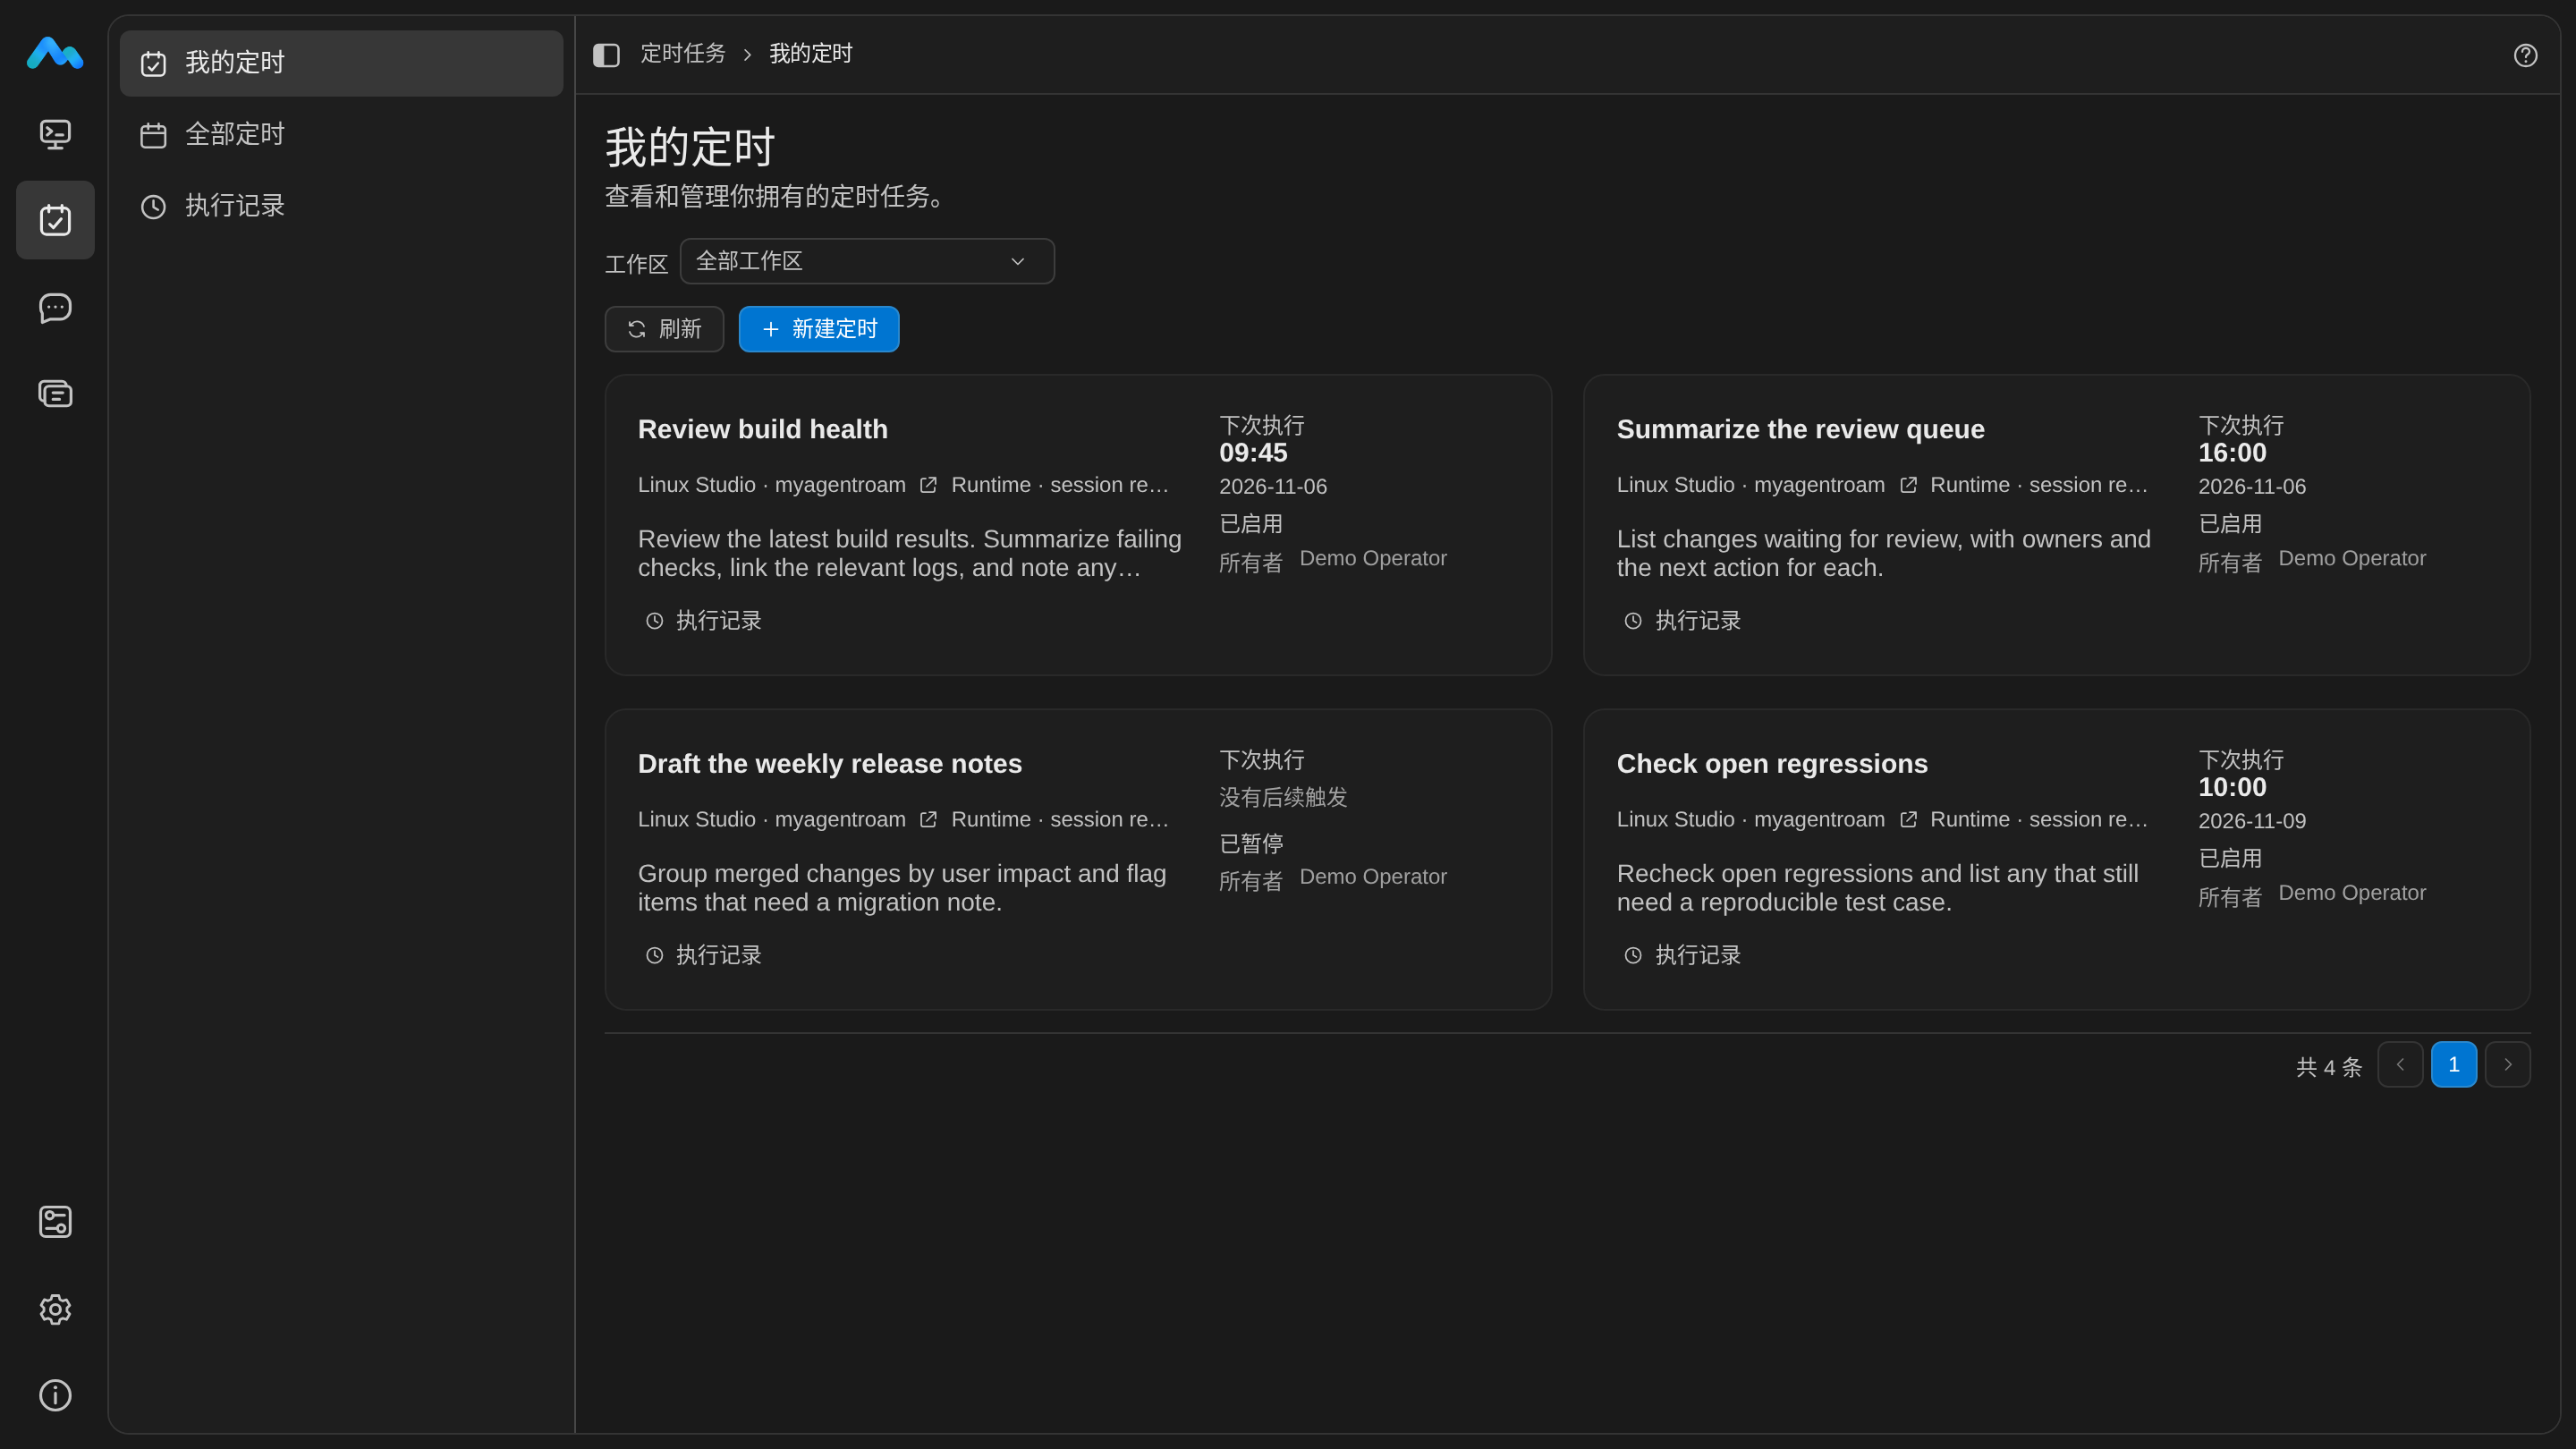 我的定时
全部定时
执行记录
定时任务 > 我的定时
我的定时
查看和管理你拥有的定时任务。
工作区 全部工作区
刷新 新建定时
Review build health
Linux Studio · myagentroam Runtime · session re…
Review the latest build results. Summarize failing
checks, link the relevant logs, and note any…
执行记录
下次执行
09:45
2026-11-06
已启用
所有者 Demo Operator
Summarize the review queue
Linux Studio · myagentroam Runtime · session re…
List changes waiting for review, with owners and
the next action for each.
执行记录
下次执行
16:00
2026-11-06
已启用
所有者 Demo Operator
Draft the weekly release notes
Linux Studio · myagentroam Runtime · session re…
Group merged changes by user impact and flag
items that need a migration note.
执行记录
下次执行
没有后续触发
已暂停
所有者 Demo Operator
Check open regressions
Linux Studio · myagentroam Runtime · session re…
Recheck open regressions and list any that still
need a reproducible test case.
执行记录
下次执行
10:00
2026-11-09
已启用
所有者 Demo Operator
共 4 条 1